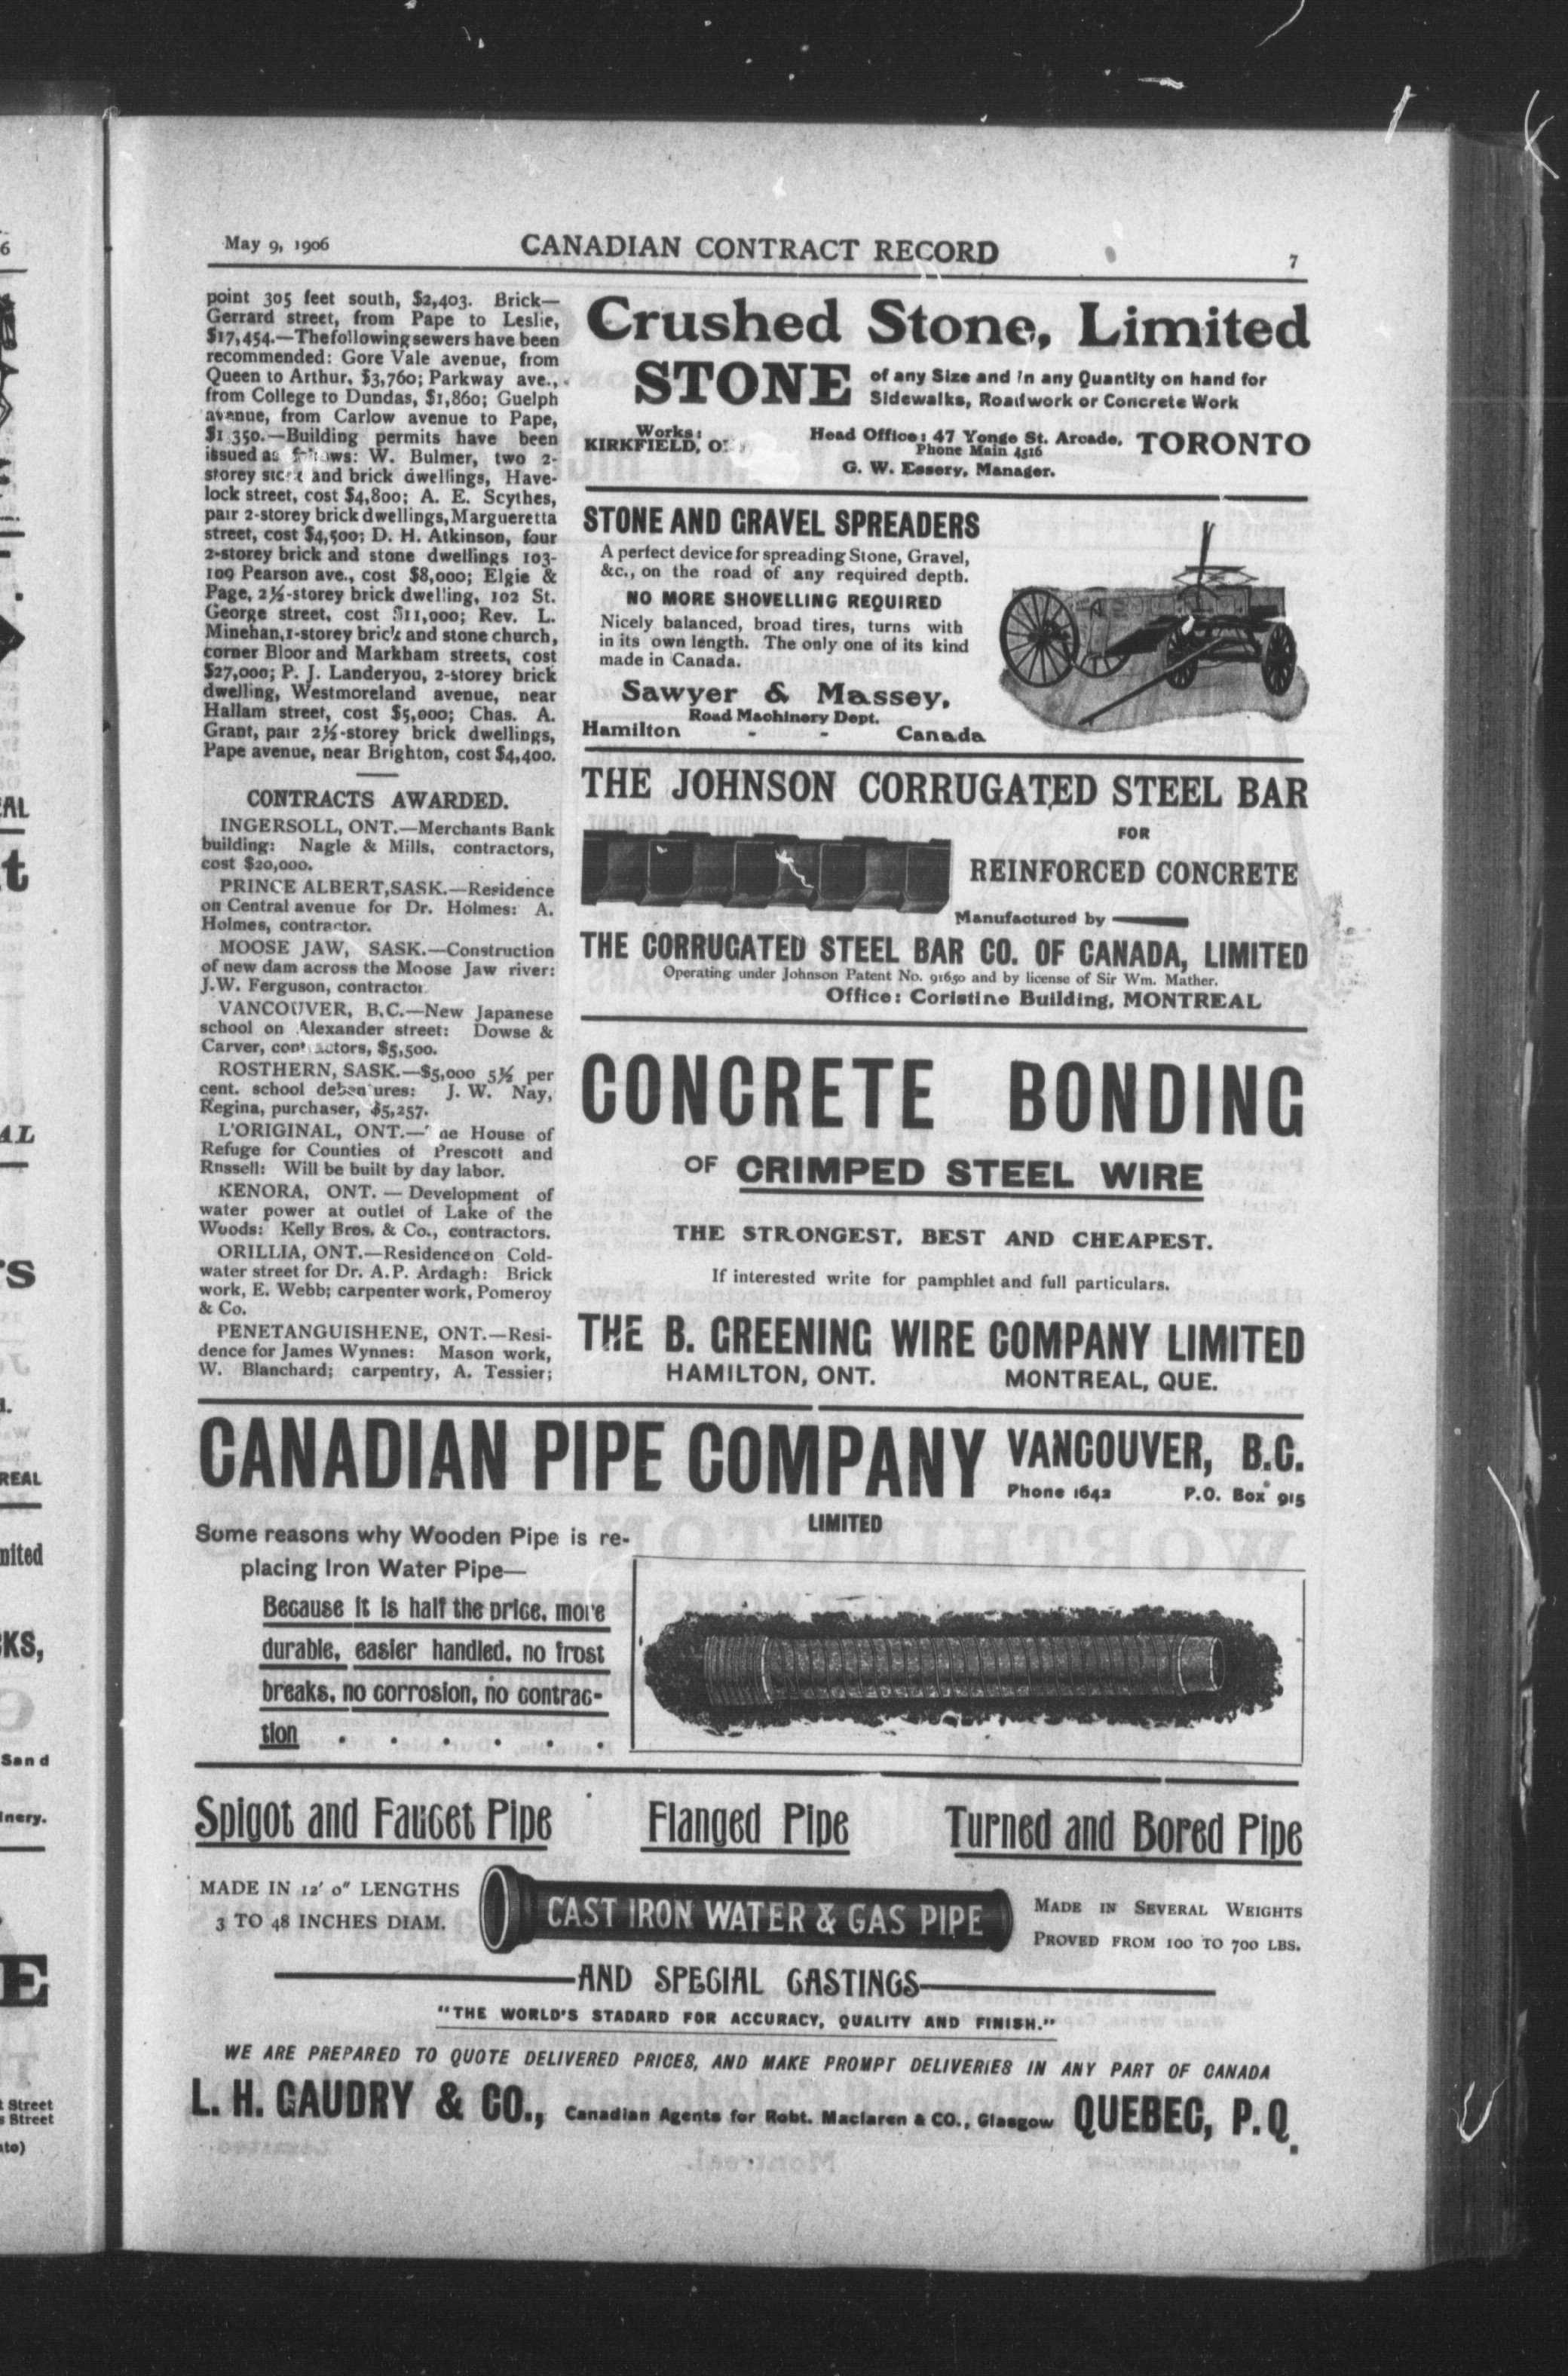 May 9, 1906
CANADIAN CONTRACT RECORD
7
point 305 feet south, $2,403. Brick—
Gerrard street, from Pape to Leslie,
$17,454.—Thefollowing sewers have been
recommended: Gore Vale avenue, from
Queen to Arthur, $3,760; Parkway ave.,
from College to Dundas, $1,860; Guelph
avenue, from Carlow avenue to Pape,
$1 350.—Building permits have been
issued as follows: W. Bulmer, two 2-
storey and brick dwellings, Have-
lock street, cost $4,800; A. E. Scythes,
pair 2-storey brick dwellings, Margueretta
street, cost $4,500; D. H. Atkinson, four
2-storey brick and stone dwellings 103-
109 Pearson ave., cost $8,000; Elgie &
Page, 2½-storey brick dwelling, 102 St.
George street, cost $11,000; Rev. L.
Minehan, 1-storey brick and stone church,
corner Bloor and Markham streets, cost
$27,000; P. J. Landeryou, 2-storey brick
dwelling, Westmoreland avenue, near
Hallam street, cost $5,000; Chas. A.
Grant, pair 2½-storey brick dwellings,
Pape avenue, near Brighton, cost $4,400.
CONTRACTS AWARDED.
INGERSOLL, ONT.—Merchants Bank
building: Nagle & Mills, contractors,
cost $20,000.
PRINCE ALBERT, SASK.—Residence
on Central avenue for Dr. Holmes: A.
Holmes, contractor.
MOOSE JAW, SASK.—Construction
of new dam across the Moose Jaw river:
J.W. Ferguson, contractor
VANCOUVER, B.C.—New Japanese
school on Alexander street: Dowse &
Carver, contractors, $5,500.
ROSTHERN, SASK.—$5,000 5½ per
cent. school debentures: J. W. Nay,
Regina, purchaser, $5,257.
L'ORIGINAL, ONT.—The House of
Refuge for Counties of Prescott and
Rnssell: Will be built by day labor.
KENORA, ONT. — Development of
water power at outlet of Lake of the
Woods: Kelly Bros. & Co., contractors.
ORILLIA, ONT.—Residence on Cold-
water street for Dr. A.P. Ardagh: Brick
work, E. Webb; carpenter work, Pomeroy
& Co.
PENETANGUISHENE, ONT.—Resi-
dence for James Wynnes: Mason work,
W. Blanchard; carpentry, A. Tessier;
Crushed Stone, Limited
STONE of any Size and in any Quantity on hand for
Sidewalks, Roadwork or Concrete Work
Works:
KIRKFIELD,
Head Office: 47 Yonge St. Arcade, TORONTO
Phone Main 4516
G. W. Essery, Manager.
STONE AND GRAVEL SPREADERS
A perfect device for spreading Stone, Gravel,
&c., on the road of any required depth.
NO MORE SHOVELLING REQUIRED
Nicely balanced, broad tires, turns with
in its own length. The only one of its kind
made in Canada.
Sawyer & Massey,
Road Machinery Dept.
Hamilton - - Canada
THE JOHNSON CORRUGATED STEEL BAR
FOR
REINFORCED CONCRETE
Manufactured by
THE CORRUGATED STEEL BAR CO. OF CANADA, LIMITED
Operating under Johnson Patent No. 91650 and by license of Sir Wm. Mather.
Office: Coristine Building, MONTREAL
CONCRETE BONDING
OF CRIMPED STEEL WIRE
THE STRONGEST, BEST AND CHEAPEST.
If interested write for pamphlet and full particulars.
THE B. GREENING WIRE COMPANY LIMITED
HAMILTON, ONT. MONTREAL, QUE.
CANADIAN PIPE COMPANY
LIMITED
VANCOUVER, B.C.
Phone 1642 P.O. Box 915
Some reasons why Wooden Pipe is re-
placing Iron Water Pipe—
Because it is half the price, more
durable, easier handled, no frost
breaks, no corrosion, no contrac-
tion . . . . . .
Spigot and Faucet Pipe Flanged Pipe Turned and Bored Pipe
MADE IN 12' 0" LENGTHS
3 TO 48 INCHES DIAM.
CAST IRON WATER & GAS PIPE
MADE IN SEVERAL WEIGHTS
PROVED FROM 100 TO 700 LBS.
AND SPECIAL CASTINGS
"THE WORLD'S STADARD FOR ACCURACY, QUALITY AND FINISH."
WE ARE PREPARED TO QUOTE DELIVERED PRICES, AND MAKE PROMPT DELIVERIES IN ANY PART OF CANADA
L. H. GAUDRY & CO., Canadian Agents for Robt. Maclaren & CO., Glasgow QUEBEC, P.Q.